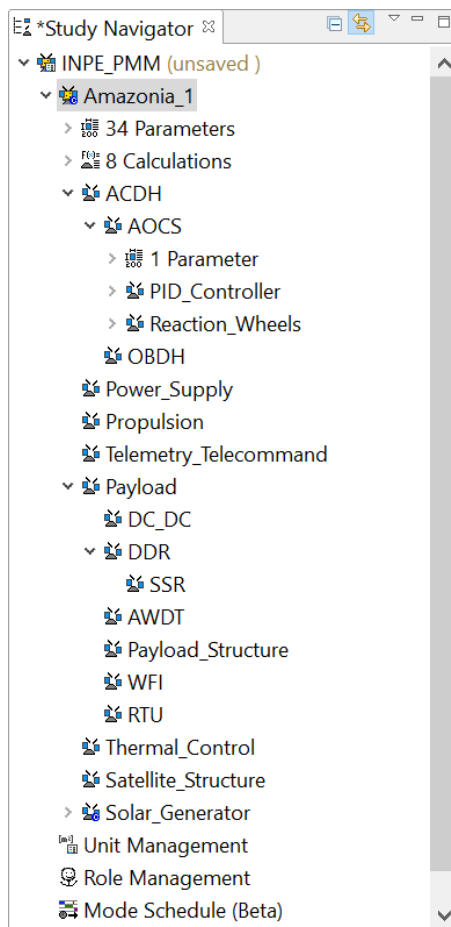 *Study Navigator
INPE_PMM (unsaved )
Amazonia_1
34 Parameters
8 Calculations
ACDH
AOCS
1 Parameter
PID_Controller
Reaction_Wheels
OBDH
Power_Supply
Propulsion
Telemetry_Telecommand
Payload
DC_DC
DDR
SSR
AWDT
Payload_Structure
WFI
RTU
Thermal_Control
Satellite_Structure
Solar_Generator
Unit Management
Role Management
Mode Schedule (Beta)